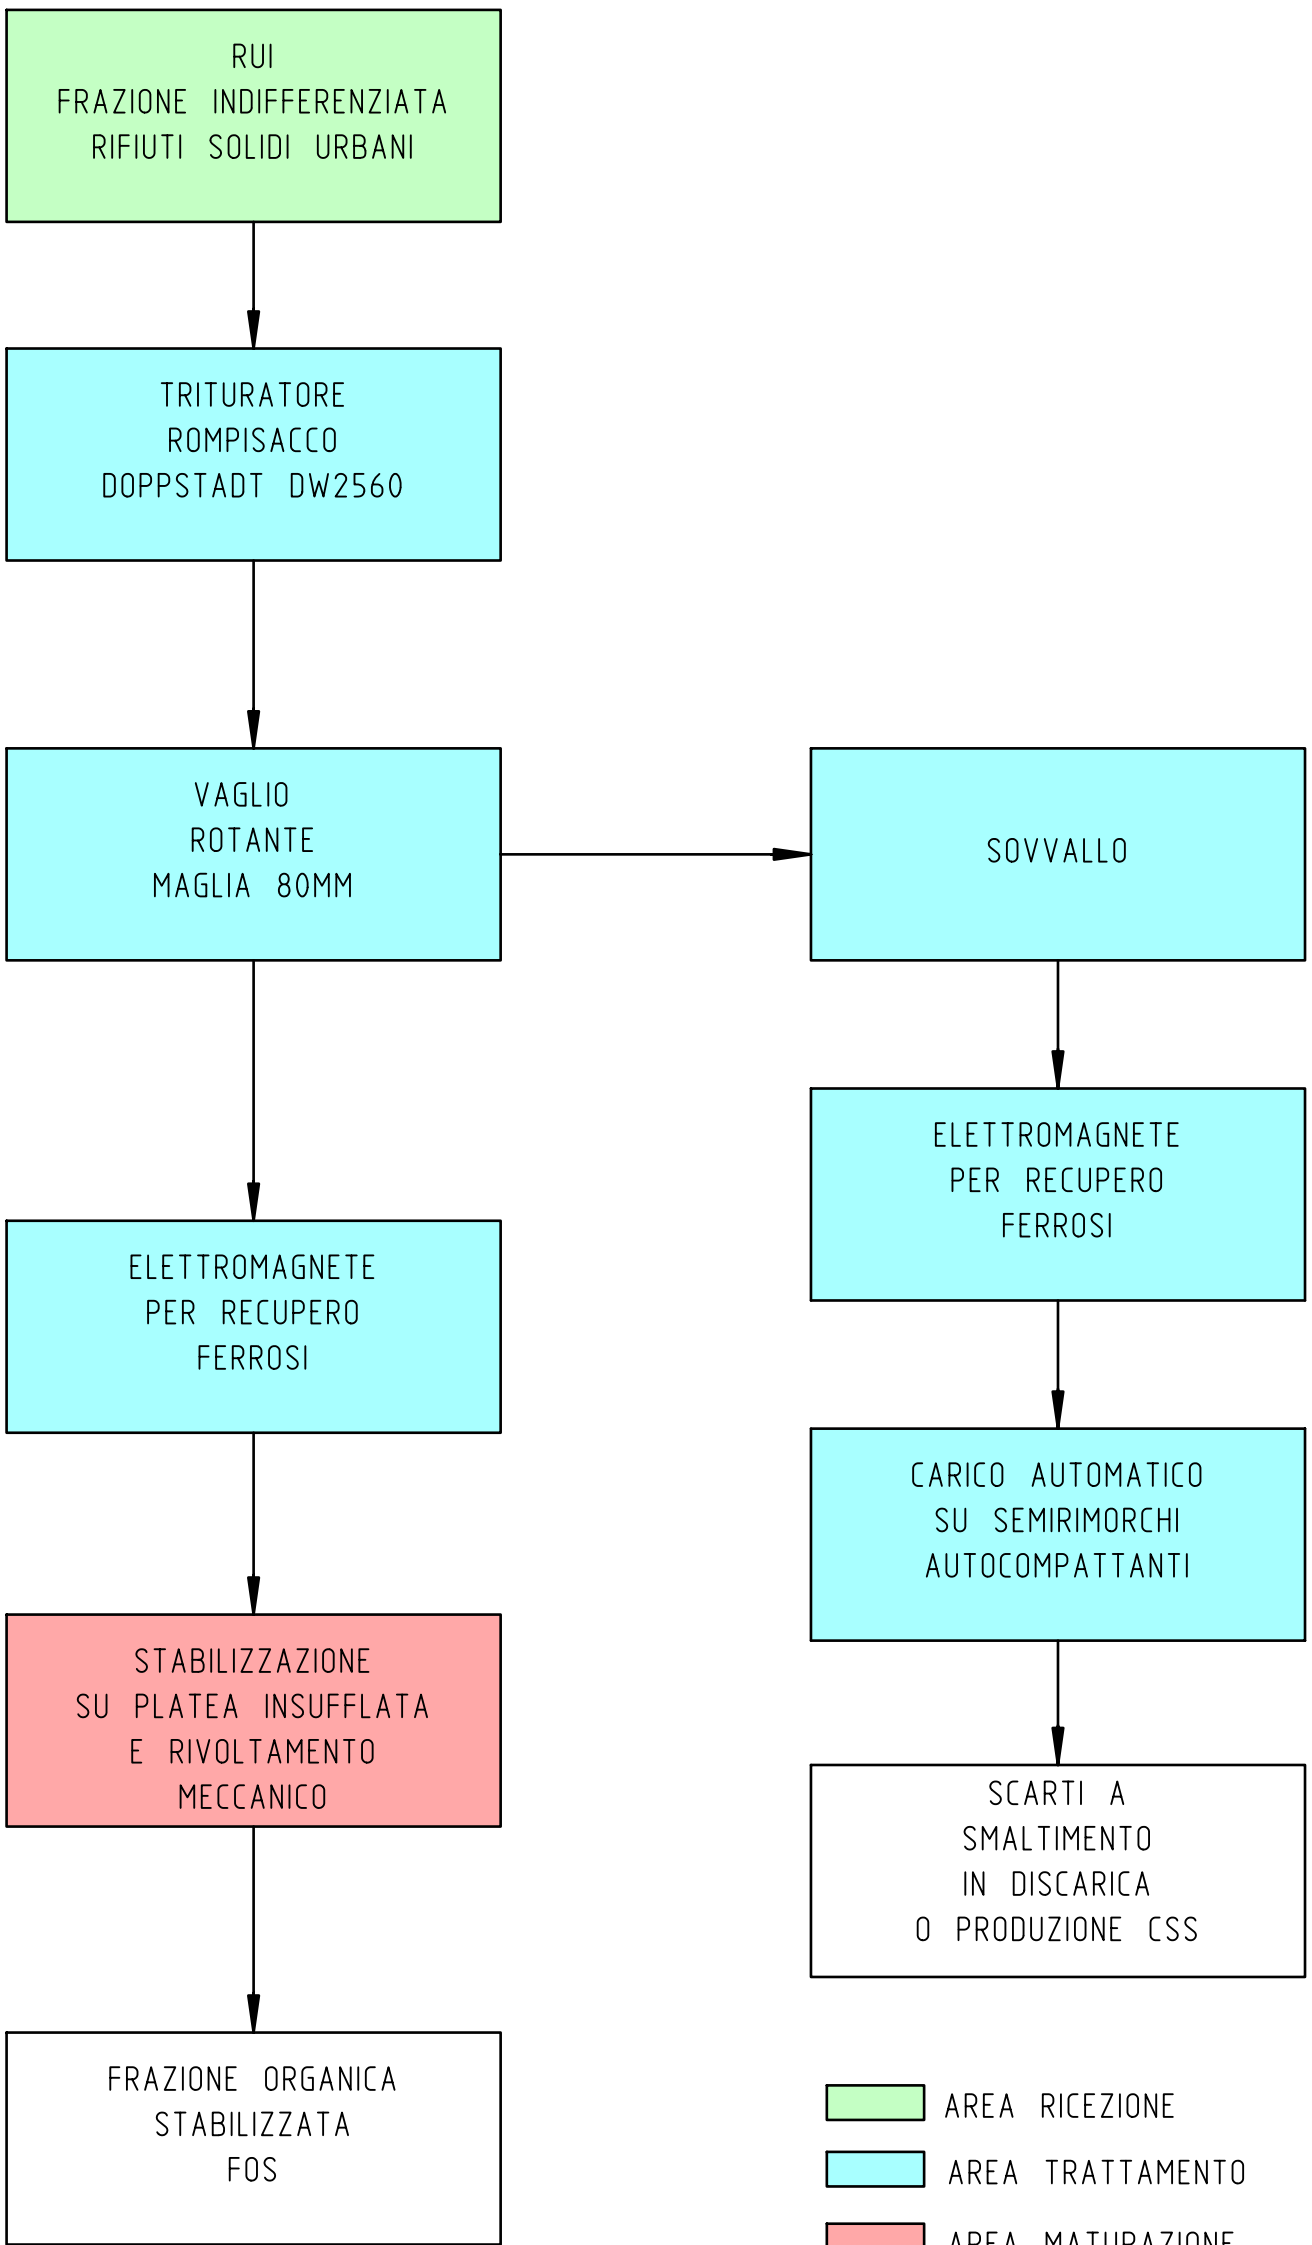 RUI
FRAZIONE INDIFFERENZIATA
RIFIUTI SOLIDI URBANI
TRITURATORE
ROMPISACCO
DOPPSTADT DW2560
VAGLIO
ROTANTE
MAGLIA 80MM
SOVVALLO
ELETTROMAGNETE
PER RECUPERO
FERROSI
ELETTROMAGNETE
PER RECUPERO
FERROSI
CARICO AUTOMATICO
SU SEMIRIMORCHI
AUTOCOMPATTANTI
STABILIZZAZIONE
SU PLATEA INSUFFLATA
E RIVOLTAMENTO
MECCANICO
SCARTI A
SMALTIMENTO
IN DISCARICA
O PRODUZIONE CSS
FRAZIONE ORGANICA
STABILIZZATA
FOS
AREA RICEZIONE
AREA TRATTAMENTO
AREA MATURAZIONE